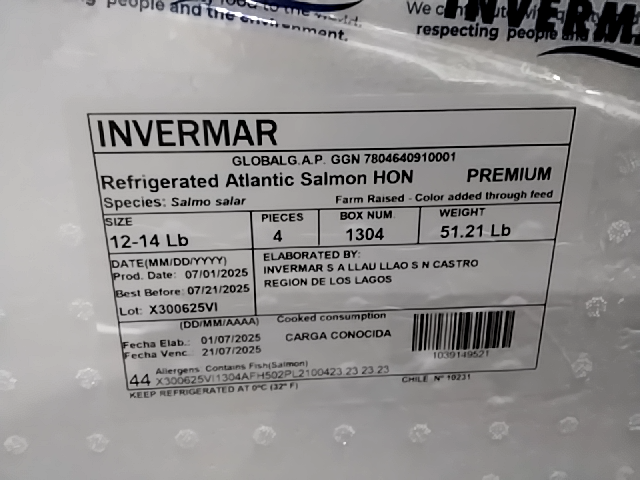 people and the environment.
respecting people
INVERMAR
GLOBALG.A.P. GGN 7804640910001
Refrigerated Atlantic Salmon HON PREMIUM
Species: Salmo salar Farm Raised - Color added through feed
SIZE PIECES BOX NUM. WEIGHT
12-14 Lb 4 1304 51.21 Lb
DATE(MM/DD/YYYY) ELABORATED BY:
Prod. Date: 07/01/2025 INVERMAR S A LLAU LLAO S N CASTRO
Best Before: 07/21/2025 REGION DE LOS LAGOS
Lot: X300625VI
(DD/MM/AAAA) Cooked consumption
Fecha Elab.: 01/07/2025 CARGA CONOCIDA
Fecha Venc.: 21/07/2025
1039149521
44 Allergens. Contains Fish(Salmon)
X300625VI1304AFH502PL2100423 23 23 23
CHILE N° 10231
KEEP REFRIGERATED AT 0°C (32° F)